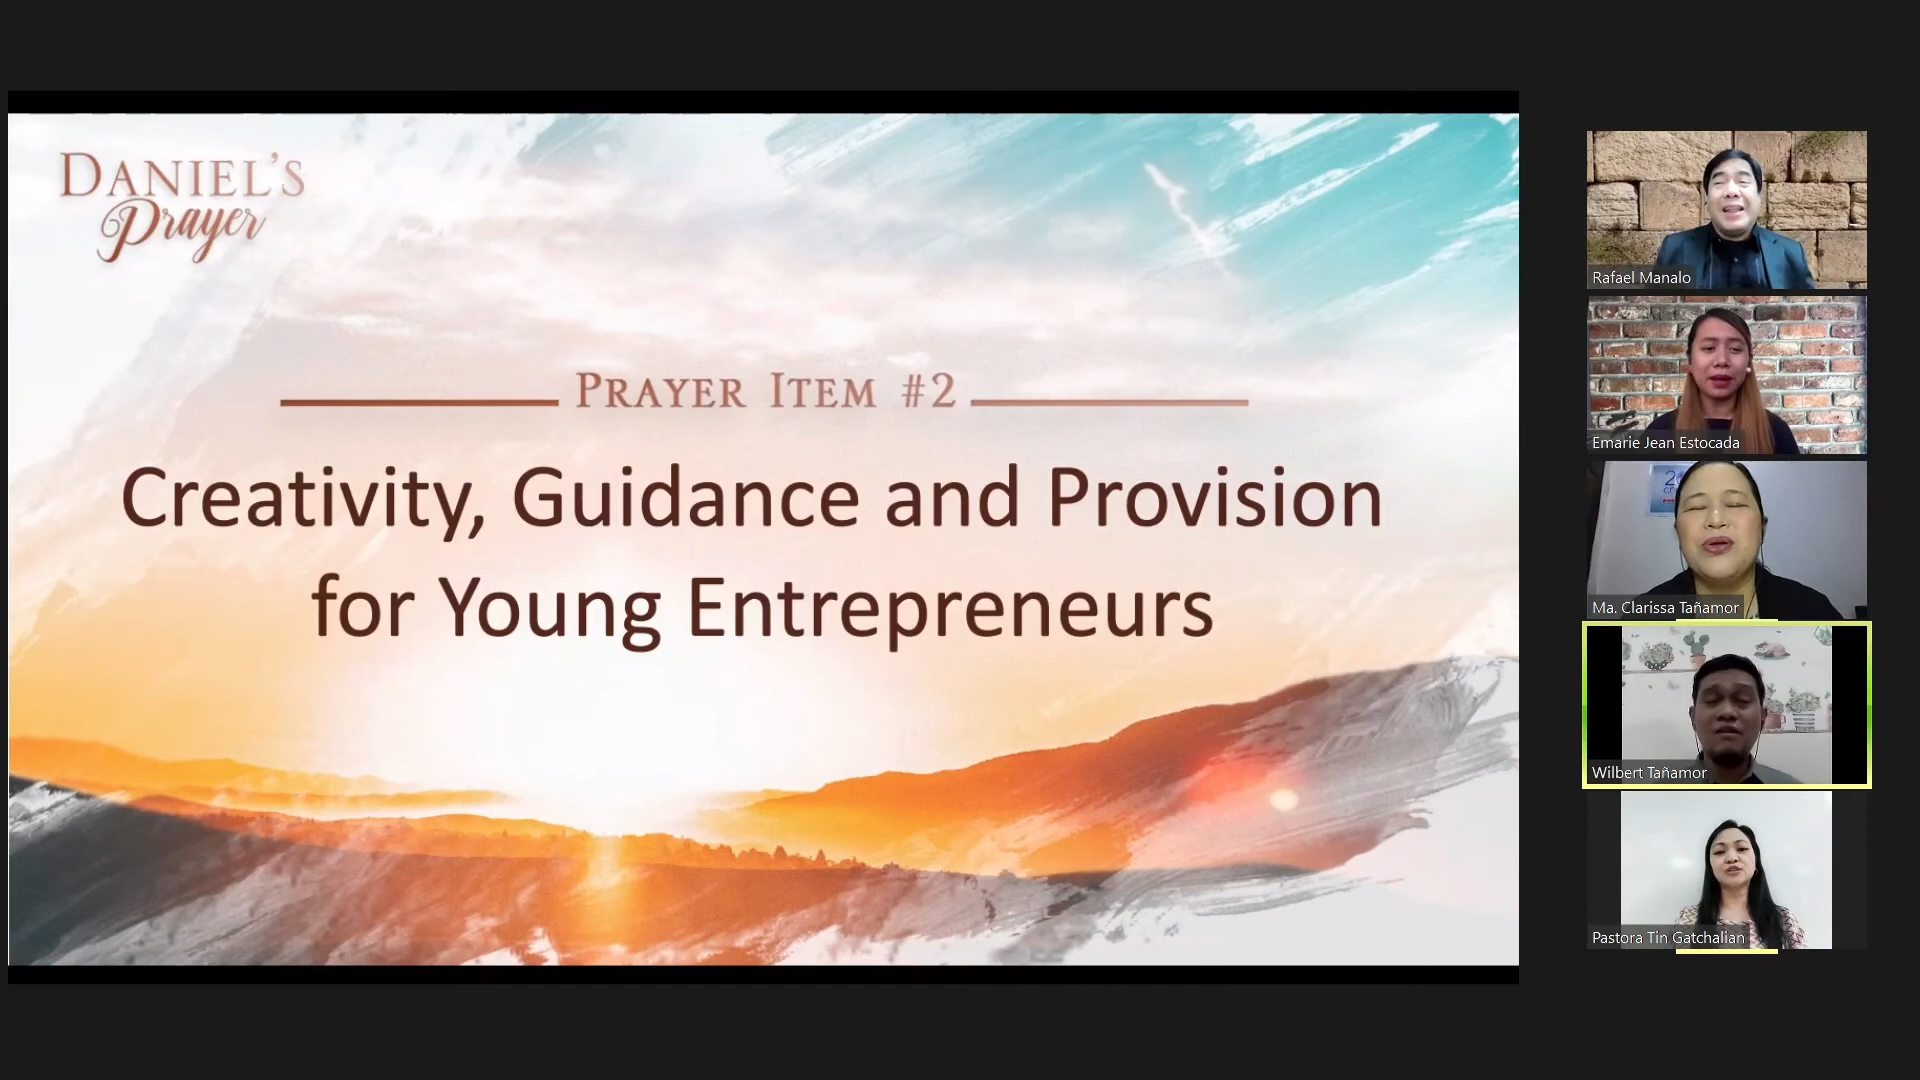 DANIEL'S
Prayer
PRAYER ITEM #2
Creativity, Guidance and Provision
for Young Entrepreneurs
Rafael Manalo
Emarie Jean Estocada
Ma. Clarissa Tañamor
Wilbert Tañamor
Pastora Tin Gatchalian